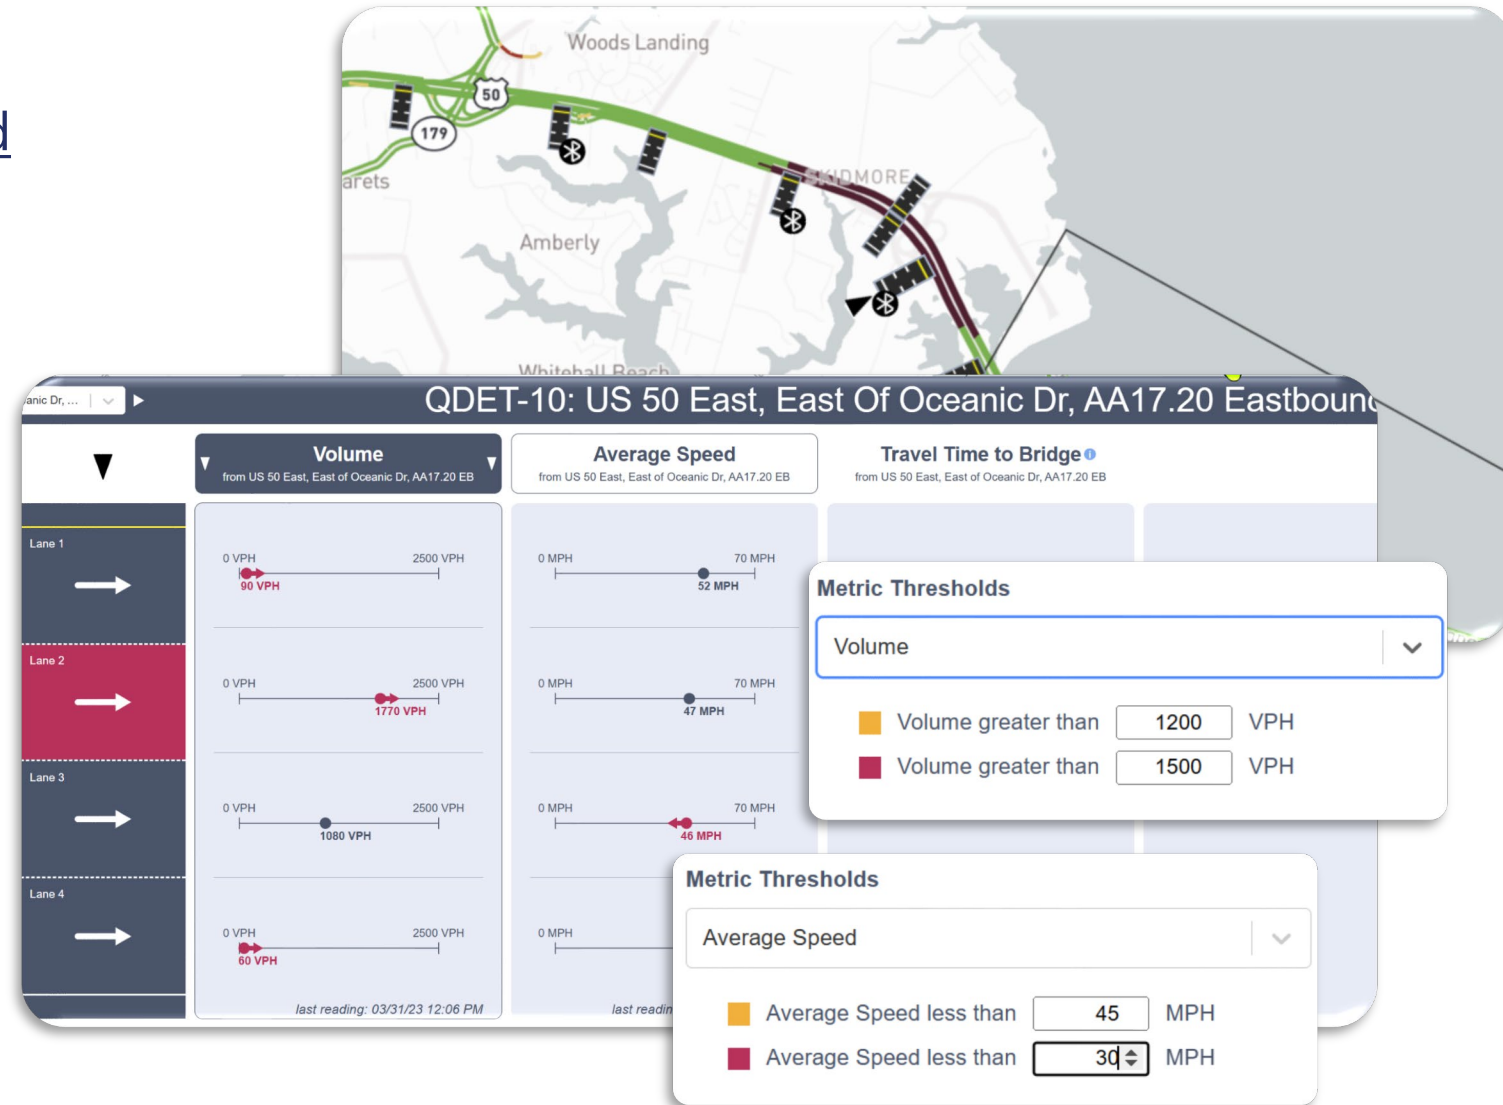 Woods Landing
50
179
arets
SKIDMORE
Amberly
Whitehall Beach
anic Dr, ...
QDET-10: US 50 East, East Of Oceanic Dr, AA17.20 Eastbound
Volume
from US 50 East, East of Oceanic Dr, AA17.20 EB
Average Speed
from US 50 East, East of Oceanic Dr, AA17.20 EB
Travel Time to Bridge
from US 50 East, East of Oceanic Dr, AA17.20 EB
Lane 1
0 VPH 2500 VPH
90 VPH
0 MPH 70 MPH
52 MPH
Lane 2
0 VPH 2500 VPH
1770 VPH
0 MPH 70 MPH
47 MPH
Lane 3
0 VPH 2500 VPH
1080 VPH
0 MPH 70 MPH
46 MPH
Lane 4
0 VPH 2500 VPH
60 VPH
0 MPH
last reading: 03/31/23 12:06 PM
last readin
Metric Thresholds
Volume
Volume greater than 1200 VPH
Volume greater than 1500 VPH
Metric Thresholds
Average Speed
Average Speed less than 45 MPH
Average Speed less than 30 MPH